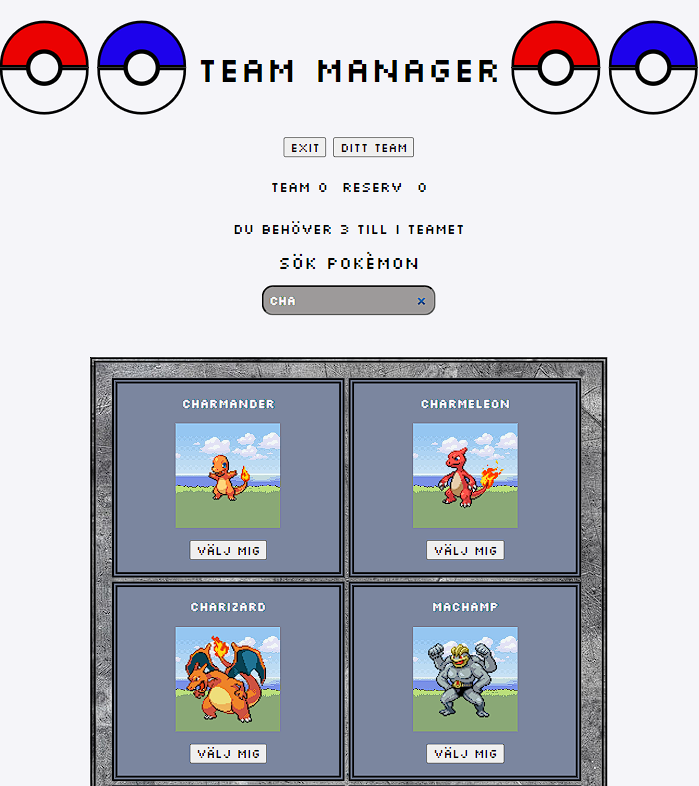 TEAM MANAGER
EXIT DITT TEAM
TEAM 0 RESERV 0
DU BEHÖVER 3 TILL I TEAMET
SÖK POKÈMON
CHA ×
CHARMANDER CHARMELEON
VÄLJ MIG VÄLJ MIG
CHARIZARD MACHAMP
VÄLJ MIG VÄLJ MIG